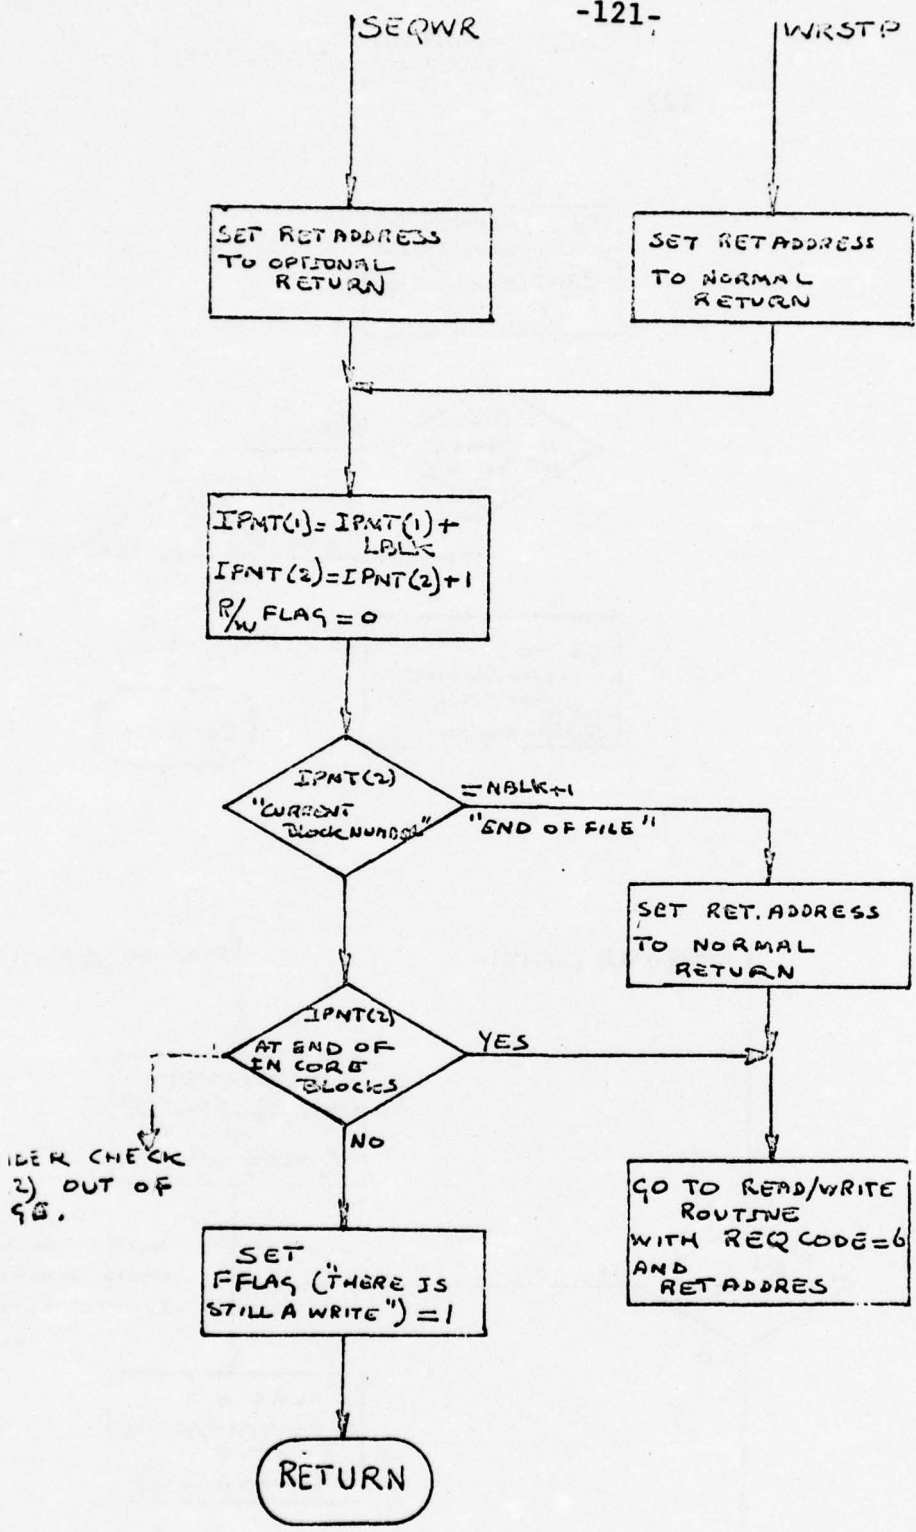 -121-
SEQWR
WRSTP
SET RET ADDRESS
TO OPTIONAL
RETURN
SET RET ADDRESS
TO NORMAL
RETURN
IPNT(1)= IPNT(1)+
LBLK
IPNT(2)=IPNT(2)+1
R/W FLAG = 0
IPNT(2)
"CURRENT
BLOCK NUMBER"
=NBLK+1
"END OF FILE"
SET RET. ADDRESS
TO NORMAL
RETURN
IPNT(2)
AT END OF
IN CORE
BLOCKS
YES
NO
CHECK
2) OUT OF
GO TO READ/WRITE
ROUTINE
WITH REQ CODE=6
AND
RET ADDRES
SET
FFLAG ("THERE IS
STILL A WRITE")=1
RETURN